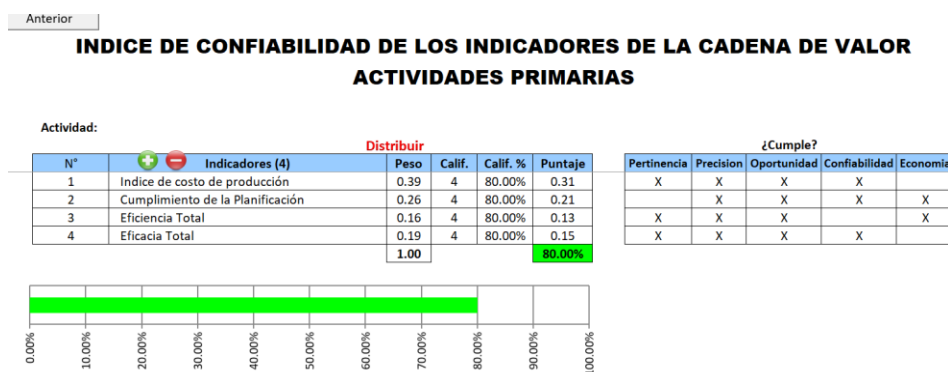 Anterior
INDICE DE CONFIABILIDAD DE LOS INDICADORES DE LA CADENA DE VALOR
ACTIVIDADES PRIMARIAS
Actividad:
Distribuir ¿Cumple?
N° Indicadores (4) Peso Calif. Calif. % Puntaje Pertinencia Precision Oportunidad Confiabilidad Economia
1 Indice de costo de producción 0.39 4 80.00% 0.31 X X X X
2 Cumplimiento de la Planificación 0.26 4 80.00% 0.21 X X X X
3 Eficiencia Total 0.16 4 80.00% 0.13 X X X X
4 Eficacia Total 0.19 4 80.00% 0.15 X X X X
1.00 80.00%
0.00% 10.00% 20.00% 30.00% 40.00% 50.00% 60.00% 70.00% 80.00% 90.00% 100.00%